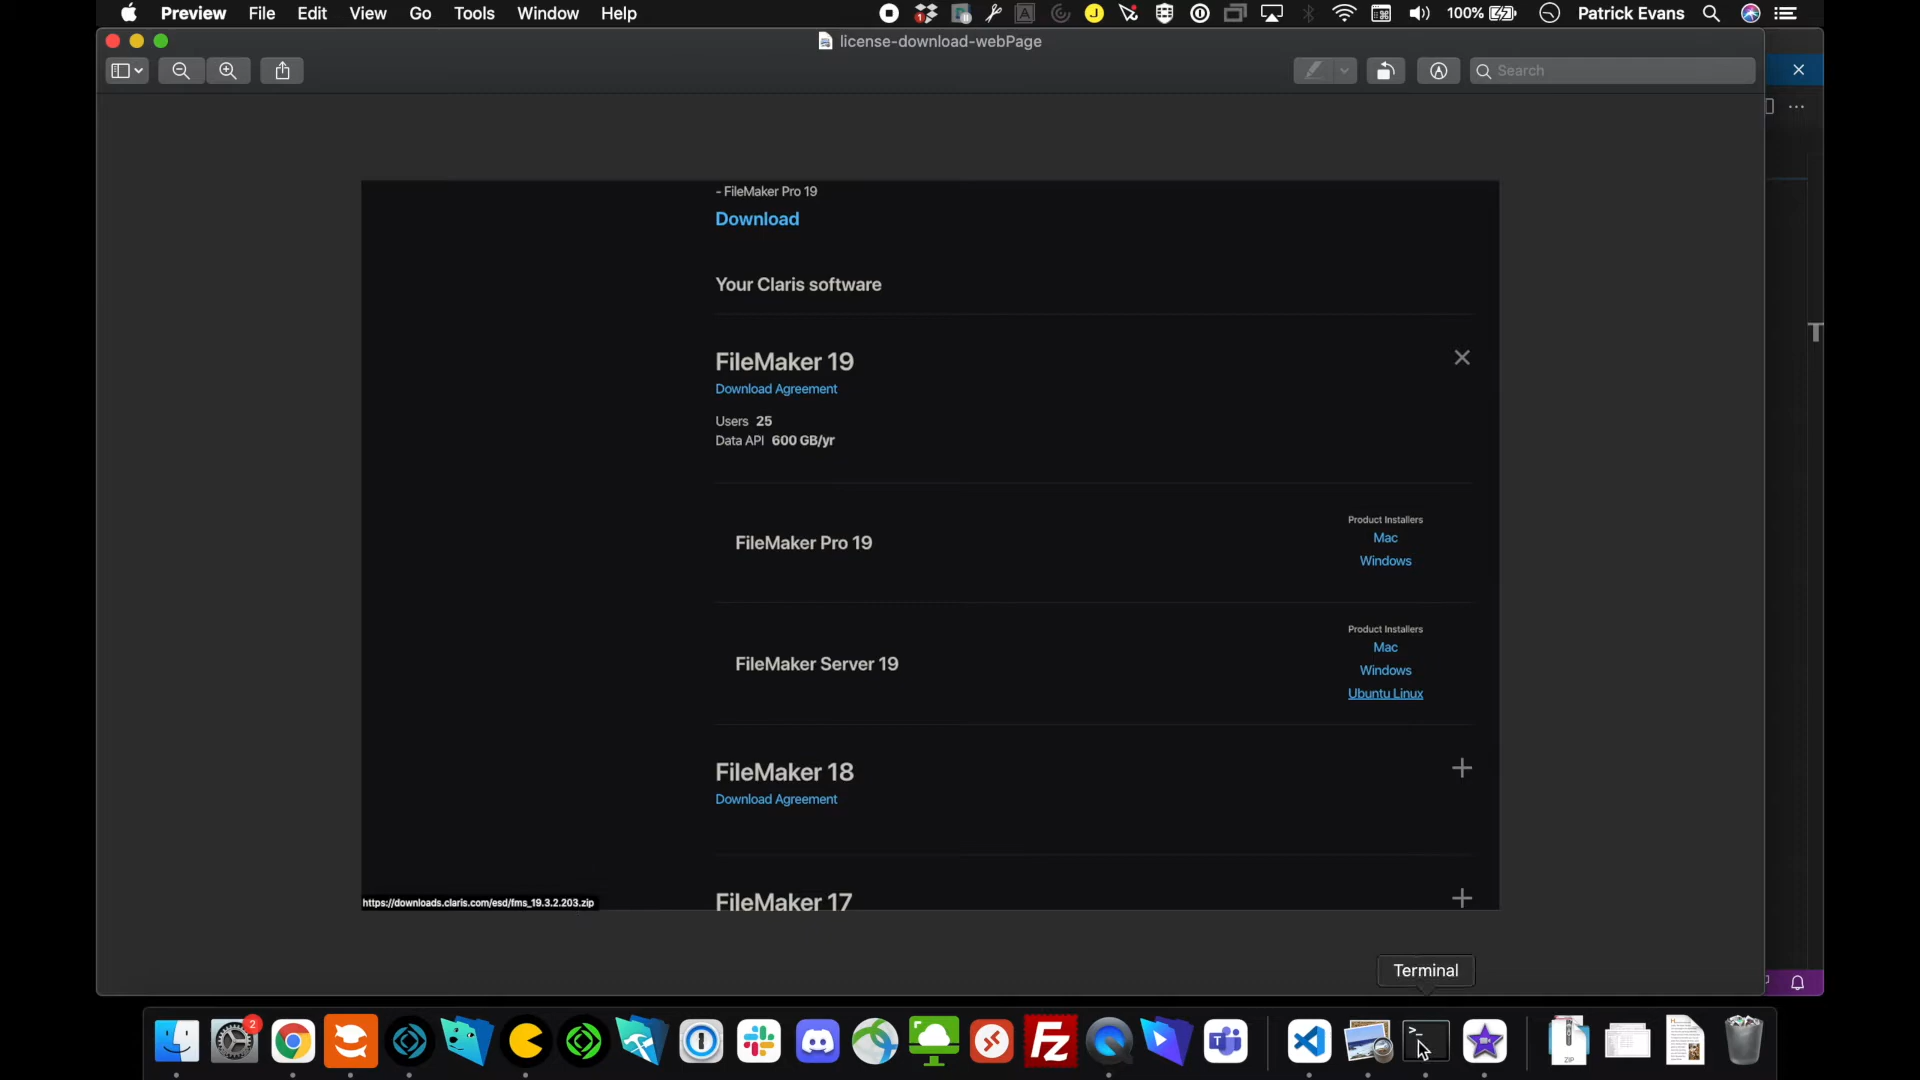 Preview File Edit View Go Tools Window Help 100% Patrick Evans
license-download-webPage
Search
- FileMaker Pro 19
Download
Your Claris software
FileMaker 19
Download Agreement
Users 25
Data API 600 GB/yr
Product Installers
FileMaker Pro 19
Mac
Windows
Product Installers
Mac
FileMaker Server 19
Windows
Ubuntu Linux
FileMaker 18
Download Agreement
FileMaker 17
https://downloads.claris.com/esd/fms_19.3.2.203.zip
Terminal
2
ZIP